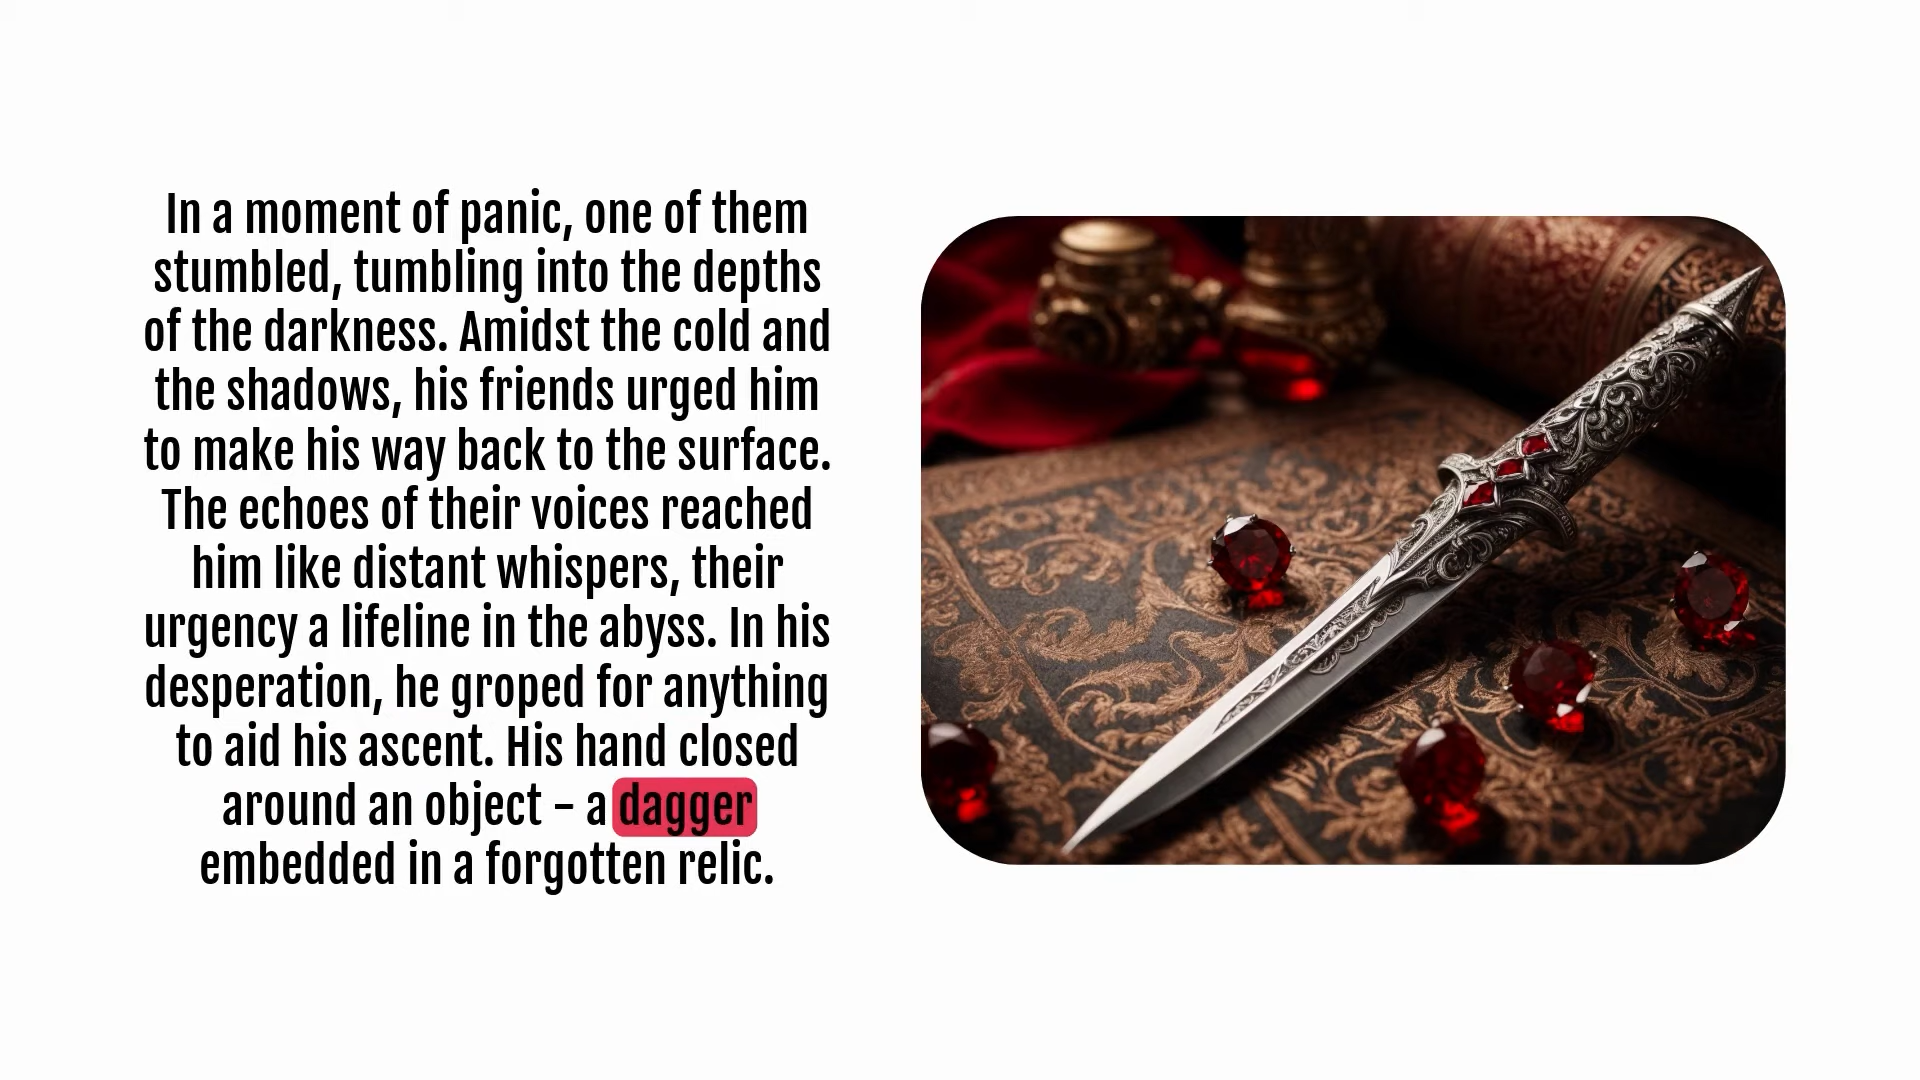 In a moment of panic, one of them
stumbled, tumbling into the depths
of the darkness. Amidst the cold and
the shadows, his friends urged him
to make his way back to the surface.
The echoes of their voices reached
him like distant whispers, their
urgency a lifeline in the abyss. In his
desperation, he groped for anything
to aid his ascent. His hand closed
around an object – a dagger
embedded in a forgotten relic.